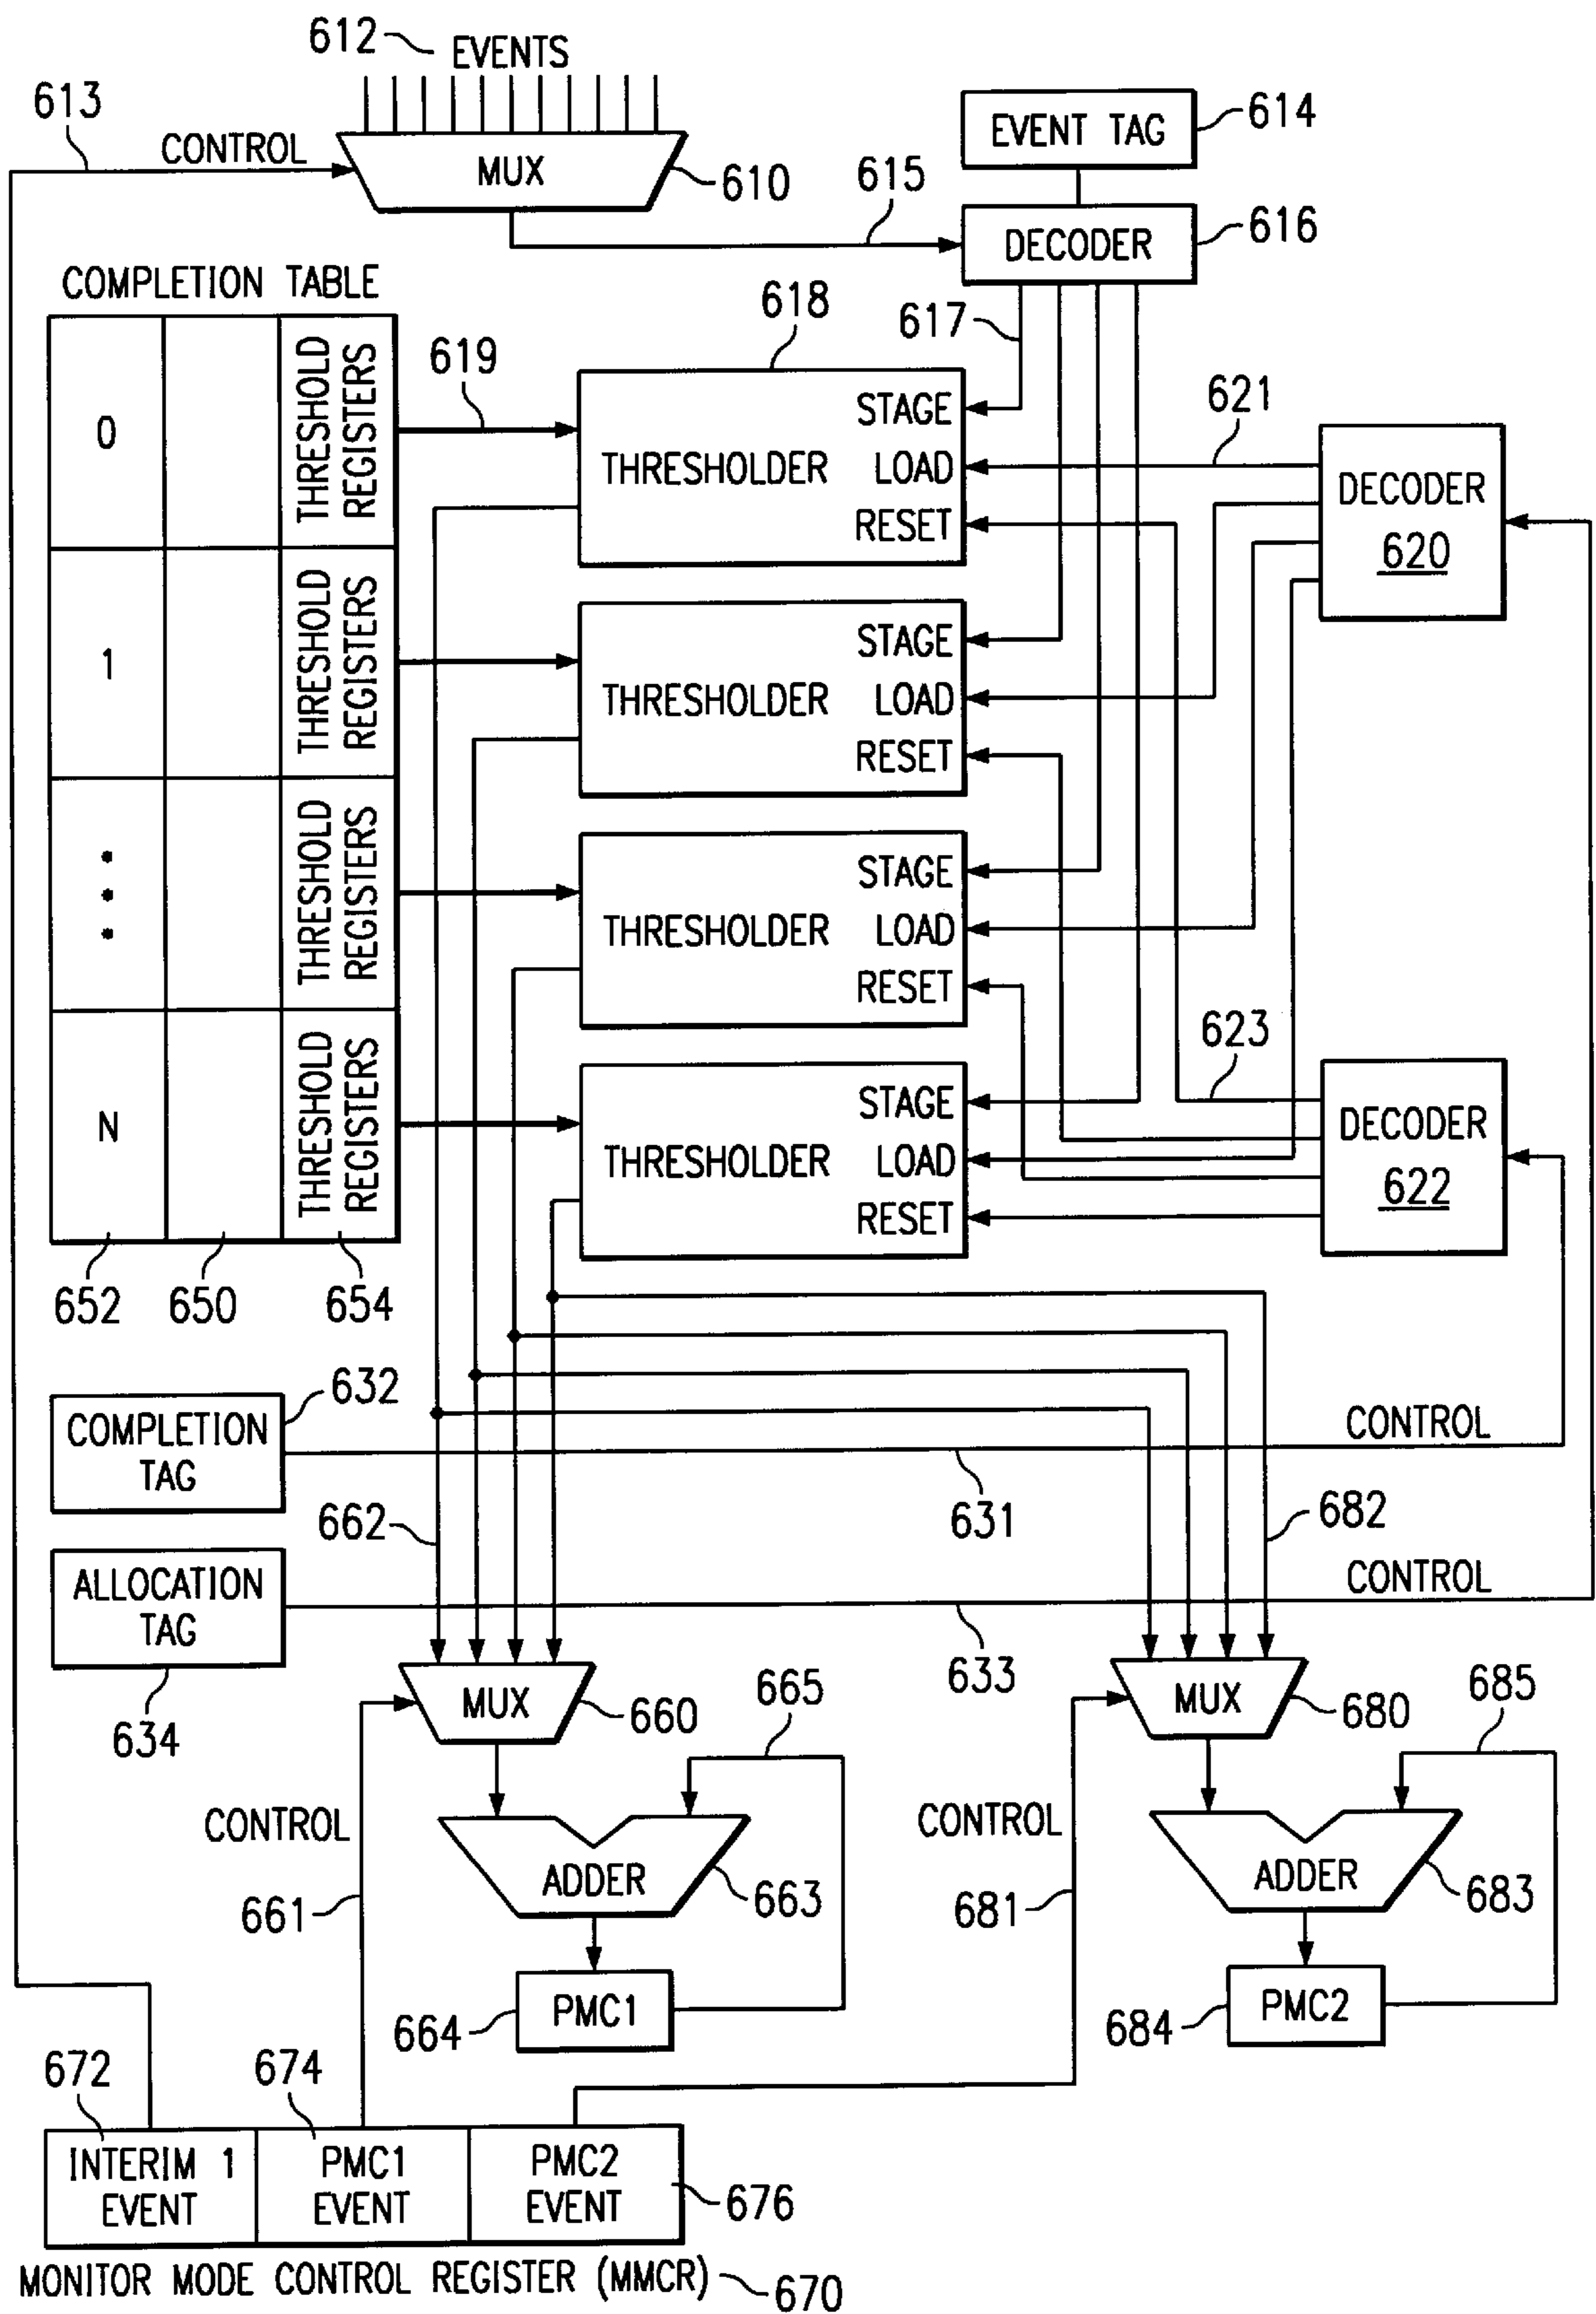 612 EVENTS
613 CONTROL
MUX 610
EVENT TAG 614
615
DECODER 616
COMPLETION TABLE
617
618
619
0
THRESHOLD
REGISTERS
STAGE
THRESHOLDER LOAD
RESET
621
DECODER
620
1
THRESHOLD
REGISTERS
STAGE
THRESHOLDER LOAD
RESET
THRESHOLD
REGISTERS
STAGE
THRESHOLDER LOAD
RESET
623
N
THRESHOLD
REGISTERS
STAGE
THRESHOLDER LOAD
RESET
DECODER
622
652 650 654
COMPLETION
TAG
632
CONTROL
631
662
682
ALLOCATION
TAG
634
CONTROL
633
MUX 660
665
MUX 680
685
CONTROL
661
ADDER 663
CONTROL
681
ADDER 683
664 PMC1
684 PMC2
672
674
INTERIM 1
EVENT
PMC1
EVENT
PMC2
EVENT
676
MONITOR MODE CONTROL REGISTER (MMCR) 670